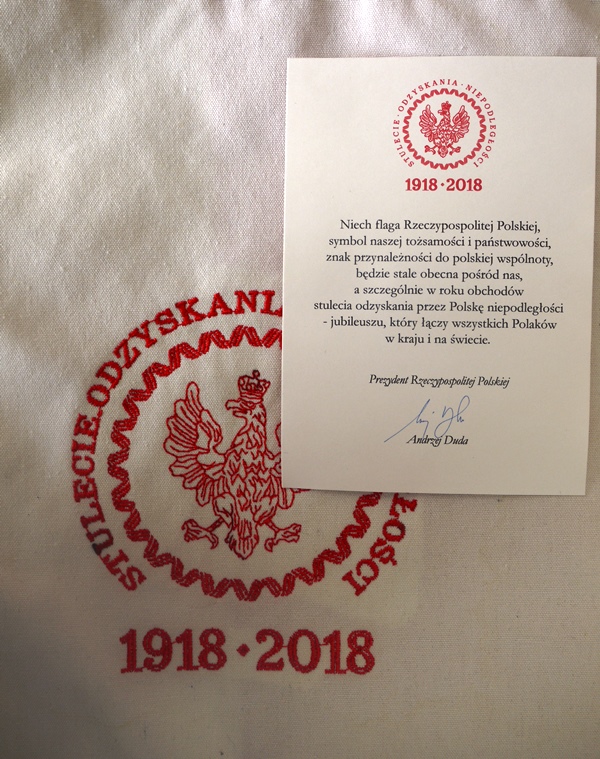 STULECIE · ODZYSKANIA · NIEPODLEGŁOŚCI
1918 · 2018
Niech flaga Rzeczypospolitej Polskiej,
symbol naszej tożsamości i państwowości,
znak przynależności do polskiej wspólnoty,
będzie stale obecna pośród nas,
a szczególnie w roku obchodów
stulecia odzyskania przez Polskę niepodległości
- jubileuszu, który łączy wszystkich Polaków
w kraju i na świecie.
Prezydent Rzeczypospolitej Polskiej
Andrzej Duda
STULECIE · ODZYSKANIA
ŁOŚCI
1918 · 2018